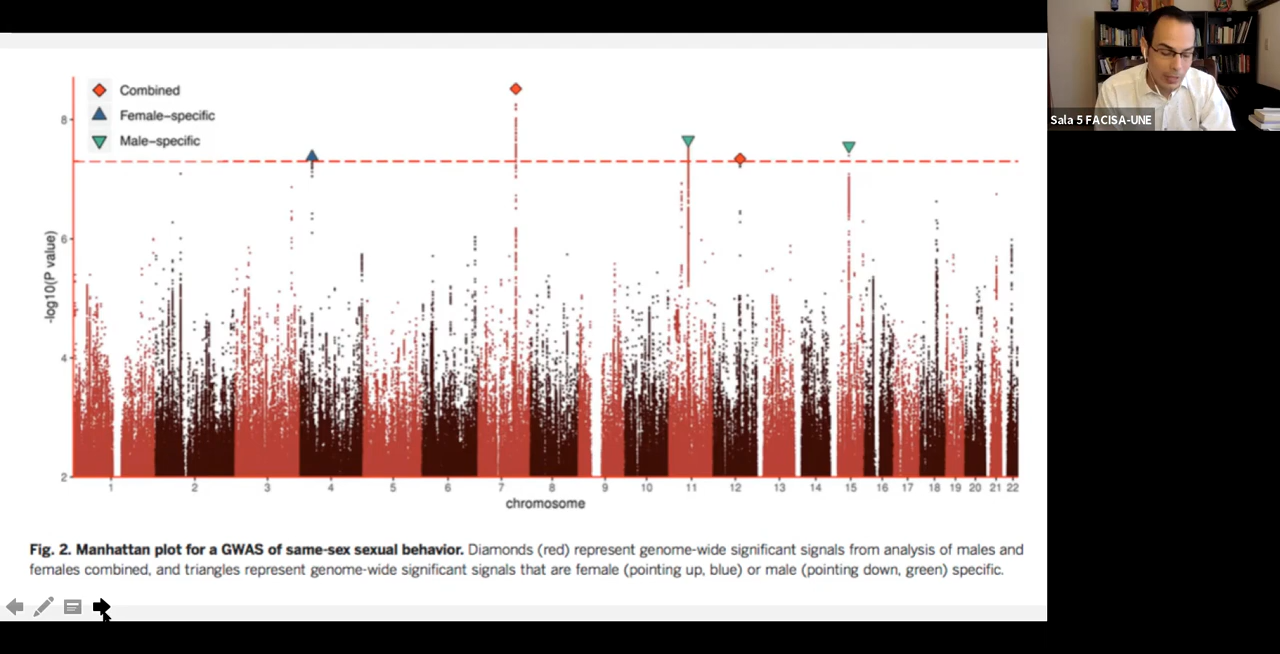 Combined
Female-specific
Male-specific
8
6
4
2
-log10(P value)
1 2 3 4 5 6 7 8 9 10 11 12 13 14 15 16 17 18 19 20 21 22
chromosome
Fig. 2. Manhattan plot for a GWAS of same-sex sexual behavior. Diamonds (red) represent genome-wide significant signals from analysis of males and
females combined, and triangles represent genome-wide significant signals that are female (pointing up, blue) or male (pointing down, green) specific.
Sala 5 FACISA-UNE